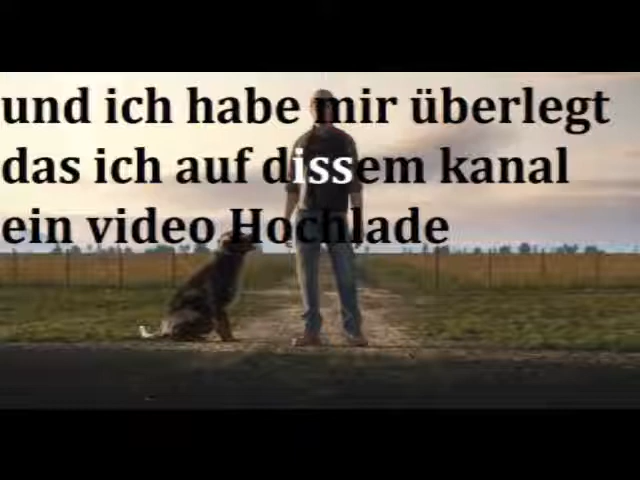 und ich habe mir überlegt
das ich auf dissem kanal
ein video Hochlade